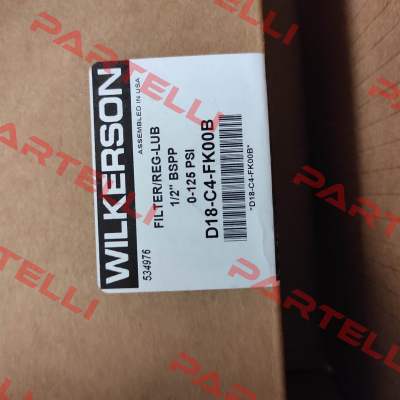 WILKERSON
ASSEMBLED IN USA
FILTER/REG-LUB
1/2" BSPP
0-125 PSI
D18-C4-FK00B
*D18-C4-FK00B*
534976
PARTELLI
PARTELLI
PARTELLI
PARTELLI
PARTELLI